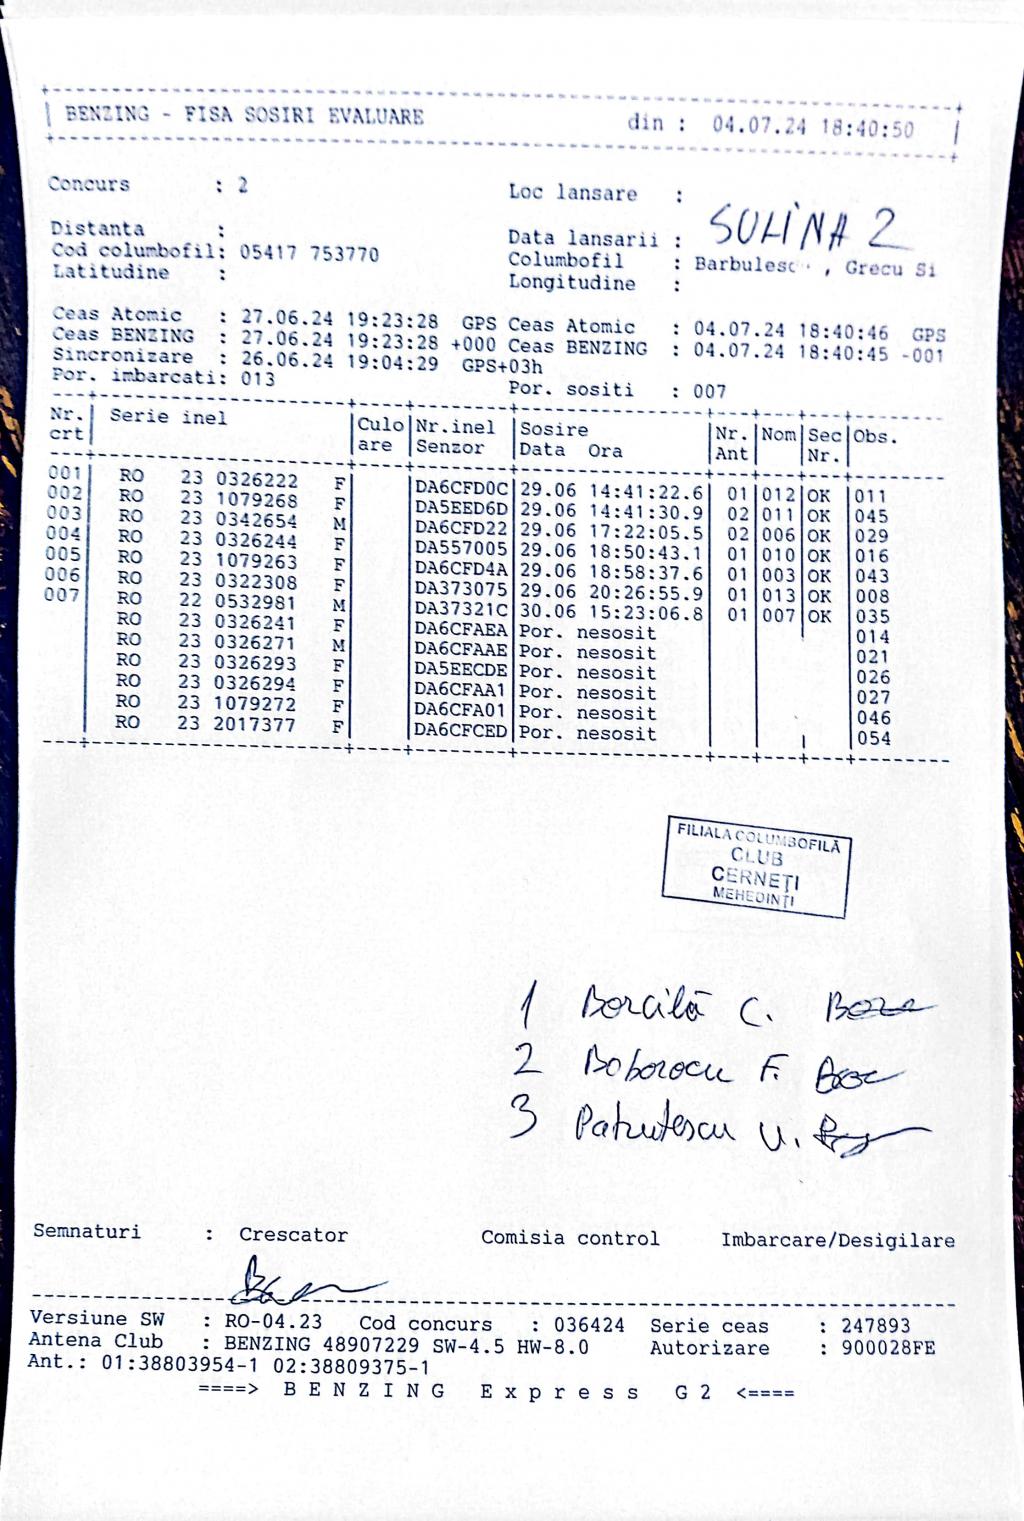 BENZING - FISA SOSIRI EVALUARE din : 04.07.24 18:40:50
Concurs : 2 Loc lansare :
SULINA 2
Distanta : Data lansarii :
Cod columbofil: 05417 753770 Columbofil : Barbulesc , Grecu Si
Latitudine : Longitudine :
Ceas Atomic : 27.06.24 19:23:28 GPS Ceas Atomic : 04.07.24 18:40:46 GPS
Ceas BENZING : 27.06.24 19:23:28 +000 Ceas BENZING : 04.07.24 18:40:45 -001
Sincronizare : 26.06.24 19:04:29 GPS+03h
Por. imbarcati: 013 Por. sositi : 007
Nr. Serie inel Culo Nr.inel Sosire Nr. Nom Sec Obs.
crt are Senzor Data Ora Ant Nr.
001 RO 23 0326222 F DA6CFD0C 29.06 14:41:22.6 01 012 OK 011
002 RO 23 1079268 F DA5EED6D 29.06 14:41:30.9 02 011 OK 045
003 RO 23 0342654 M DA6CFD22 29.06 17:22:05.5 02 006 OK 029
004 RO 23 0326244 F DA557005 29.06 18:50:43.1 01 010 OK 016
005 RO 23 1079263 F DA6CFD4A 29.06 18:58:37.6 01 003 OK 043
006 RO 23 0322308 F DA373075 29.06 20:26:55.9 01 013 OK 008
007 RO 22 0532981 M DA37321C 30.06 15:23:06.8 01 007 OK 035
RO 23 0326241 F DA6CFAEA Por. nesosit 014
RO 23 0326271 M DA6CFAAE Por. nesosit 021
RO 23 0326293 F DA5EECDE Por. nesosit 026
RO 23 0326294 F DA6CFAA1 Por. nesosit 027
RO 23 1079272 F DA6CFA01 Por. nesosit 046
RO 23 2017377 F DA6CFCED Por. nesosit 054
FILIALA COLUMBOFILĂ
CLUB
CERNEȚI
MEHEDINȚI
1 Borcilă C.
2 Boborocu F.
3 Patrutescu V.
Semnaturi : Crescator Comisia control Imbarcare/Desigilare
Versiune SW : RO-04.23 Cod concurs : 036424 Serie ceas : 247893
Antena Club : BENZING 48907229 SW-4.5 HW-8.0 Autorizare : 900028FE
Ant.: 01:38803954-1 02:38809375-1
====> B E N Z I N G E x p r e s s G 2 <====